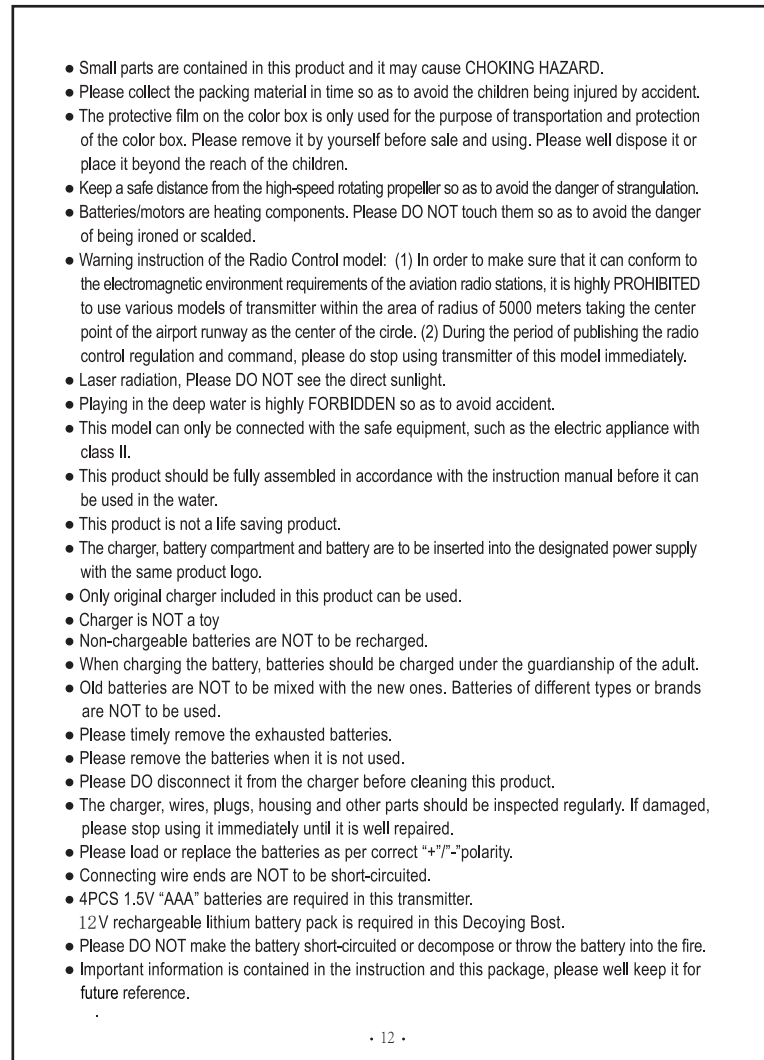 ● Small parts are contained in this product and it may cause CHOKING HAZARD.
● Please collect the packing material in time so as to avoid the children being injured by accident.
● The protective film on the color box is only used for the purpose of transportation and protection
of the color box. Please remove it by yourself before sale and using. Please well dispose it or
place it beyond the reach of the children.
● Keep a safe distance from the high-speed rotating propeller so as to avoid the danger of strangulation.
● Batteries/motors are heating components. Please DO NOT touch them so as to avoid the danger
of being ironed or scalded.
● Warning instruction of the Radio Control model: (1) In order to make sure that it can conform to
the electromagnetic environment requirements of the aviation radio stations, it is highly PROHIBITED
to use various models of transmitter within the area of radius of 5000 meters taking the center
point of the airport runway as the center of the circle. (2) During the period of publishing the radio
control regulation and command, please do stop using transmitter of this model immediately.
● Laser radiation, Please DO NOT see the direct sunlight.
● Playing in the deep water is highly FORBIDDEN so as to avoid accident.
● This model can only be connected with the safe equipment, such as the electric appliance with
class II.
● This product should be fully assembled in accordance with the instruction manual before it can
be used in the water.
● This product is not a life saving product.
● The charger, battery compartment and battery are to be inserted into the designated power supply
with the same product logo.
● Only original charger included in this product can be used.
● Charger is NOT a toy
● Non-chargeable batteries are NOT to be recharged.
● When charging the battery, batteries should be charged under the guardianship of the adult.
● Old batteries are NOT to be mixed with the new ones. Batteries of different types or brands
are NOT to be used.
● Please timely remove the exhausted batteries.
● Please remove the batteries when it is not used.
● Please DO disconnect it from the charger before cleaning this product.
● The charger, wires, plugs, housing and other parts should be inspected regularly. If damaged,
please stop using it immediately until it is well repaired.
● Please load or replace the batteries as per correct “+”/”-”polarity.
● Connecting wire ends are NOT to be short-circuited.
● 4PCS 1.5V “AAA” batteries are required in this transmitter.
12V rechargeable lithium battery pack is required in this Decoying Bost.
● Please DO NOT make the battery short-circuited or decompose or throw the battery into the fire.
● Important information is contained in the instruction and this package, please well keep it for
future reference.
• 12 •